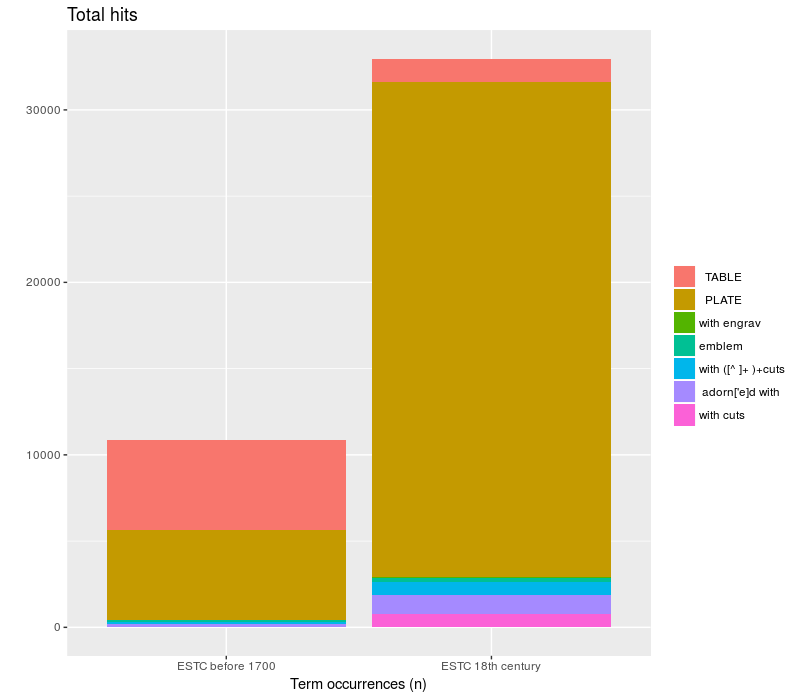 Total hits
30000
20000
10000
0
ESTC before 1700
ESTC 18th century
Term occurrences (n)
TABLE
PLATE
with engrav
emblem
with ([^ ]+ )+cuts
adorn['e]d with
with cuts